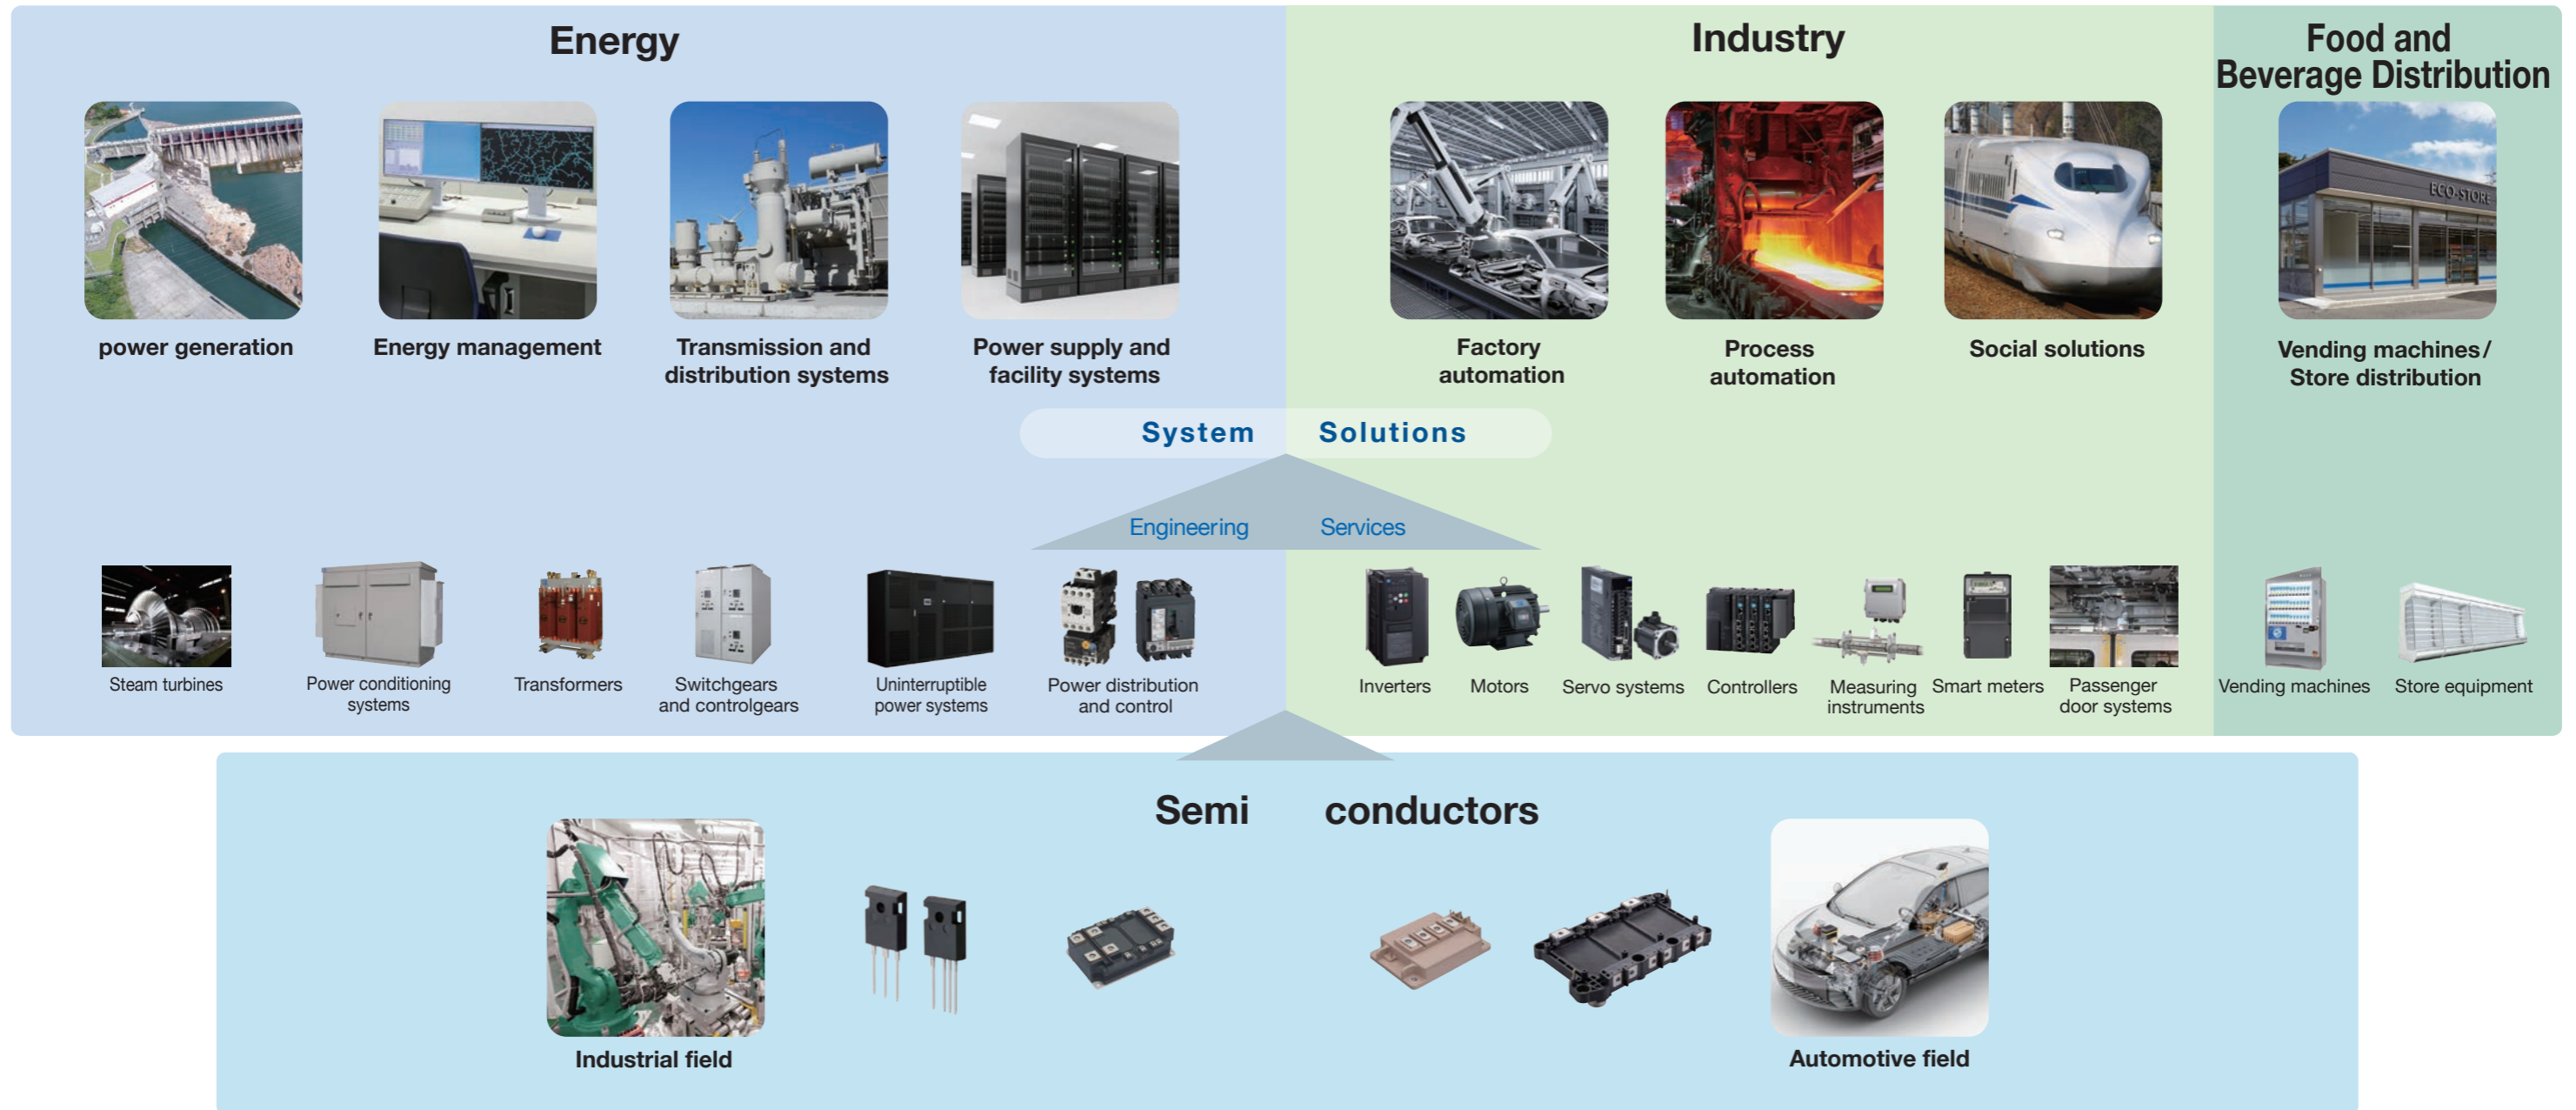 Energy
Industry
Food and
Beverage Distribution
ECO-STORE
power generation
Energy management
Transmission and
distribution systems
Power supply and
facility systems
Factory
automation
Process
automation
Social solutions
Vending machines/
Store distribution
System Solutions
Engineering Services
Steam turbines
Power conditioning
systems
Transformers
Switchgears
and controlgears
Uninterruptible
power systems
Power distribution
and control
Inverters
Motors
Servo systems
Controllers
Measuring
instruments
Smart meters
Passenger
door systems
Vending machines
Store equipment
Semi conductors
Industrial field
Automotive field